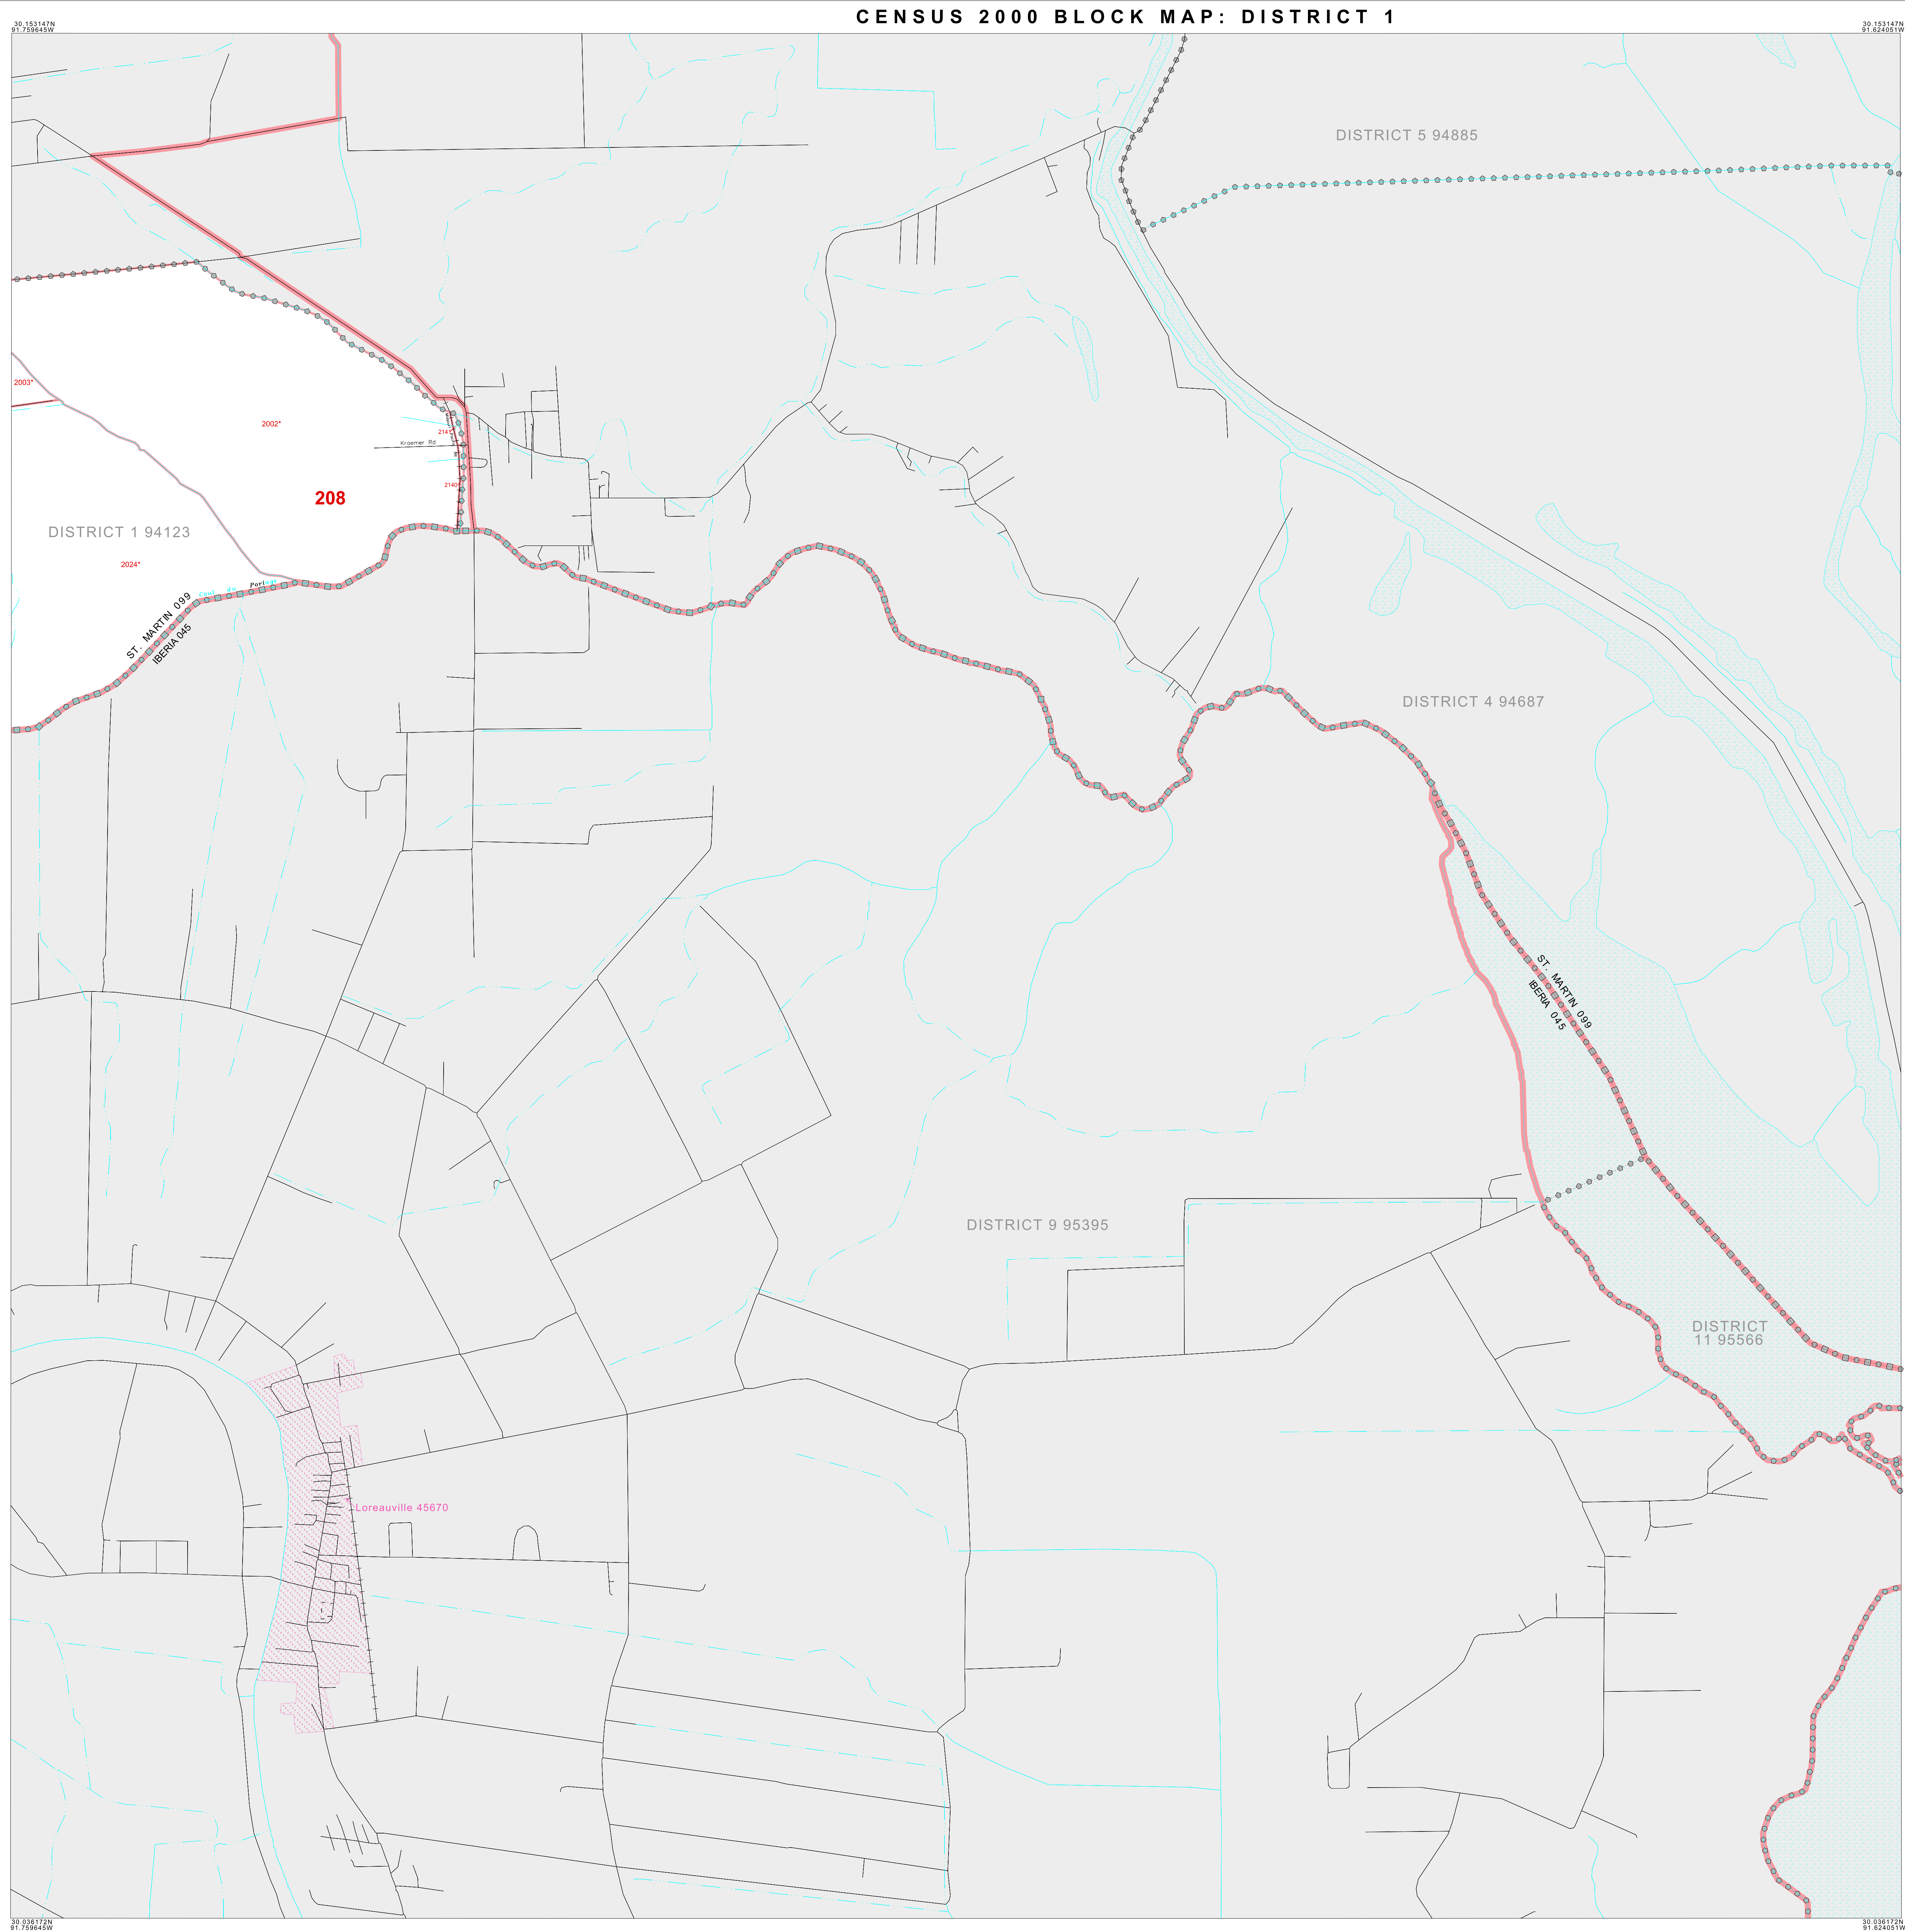 CENSUS 2000 BLOCK MAP: DISTRICT 1
30.153147N
91.759645W
30.153147N
91.624051W
DISTRICT 5 94885
2003*
2002*
2141*
Kraemer Rd
2140*
208
DISTRICT 1 94123
2024*
Portage
ST. MARTIN 099
IBERIA 045
DISTRICT 4 94687
ST. MARTIN 099
IBERIA 045
DISTRICT 9 95395
DISTRICT
11 95566
Loreauville 45670
30.036172N
91.759645W
30.036172N
91.624051W